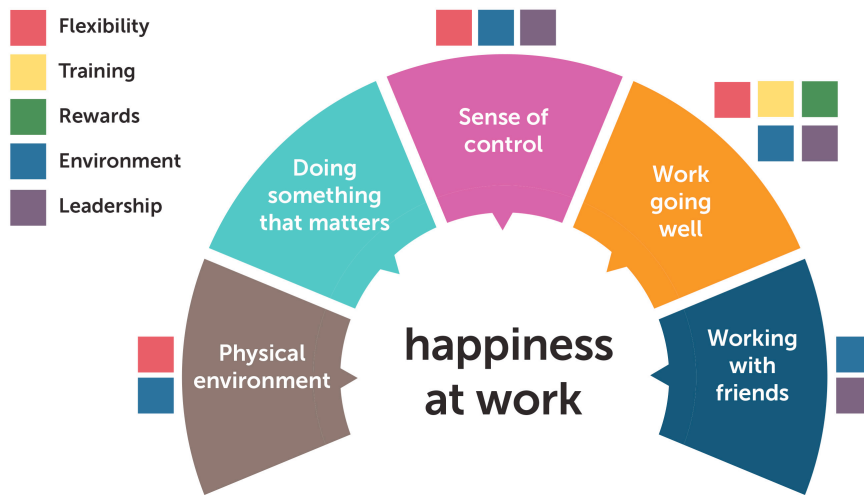 Flexibility
Training
Rewards
Environment
Leadership
Sense of
control
Doing
something
that matters
Work
going
well
Physical
environment
Working
with
friends
happiness
at work